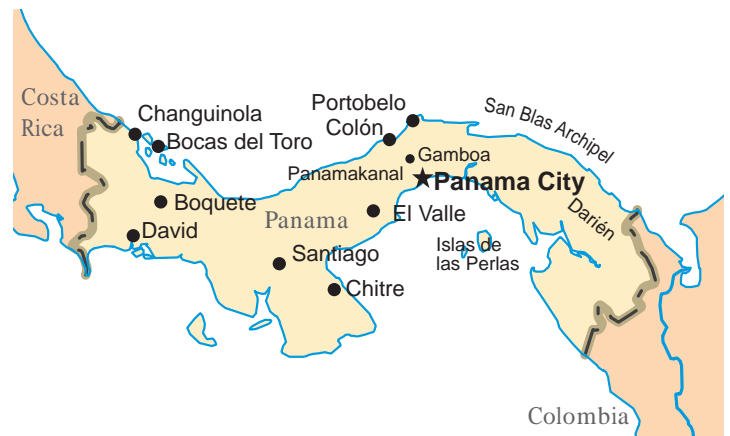 Costa
Rica
Changuinola
Bocas del Toro
Portobelo
Colón
San Blas Archipel
Gamboa
Panamakanal
Panama City
Boquete
Panama
El Valle
Darién
David
Santiago
Islas de
las Perlas
Chitre
Colombia